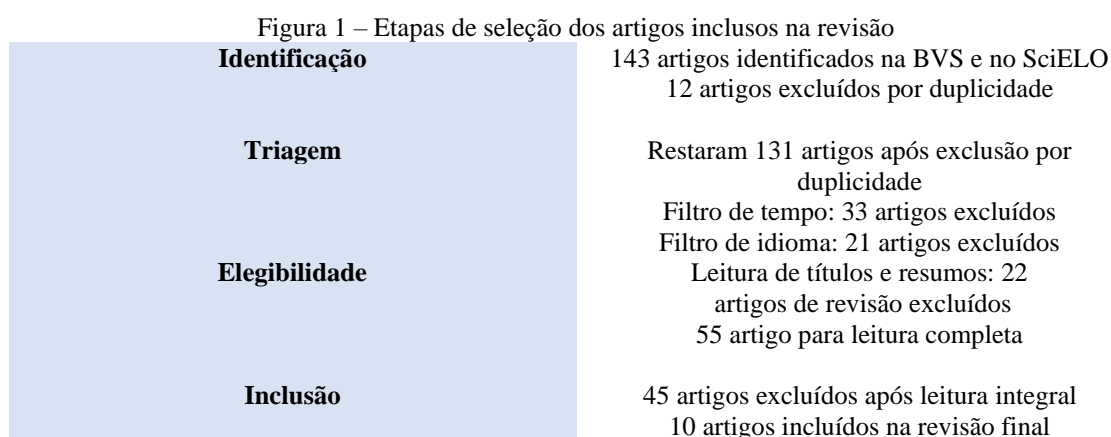 Figura 1 – Etapas de seleção dos artigos inclusos na revisão
Identificação
143 artigos identificados na BVS e no SciELO
12 artigos excluídos por duplicidade
Triagem
Restaram 131 artigos após exclusão por
duplicidade
Filtro de tempo: 33 artigos excluídos
Filtro de idioma: 21 artigos excluídos
Elegibilidade
Leitura de títulos e resumos: 22
artigos de revisão excluídos
55 artigo para leitura completa
Inclusão
45 artigos excluídos após leitura integral
10 artigos incluídos na revisão final